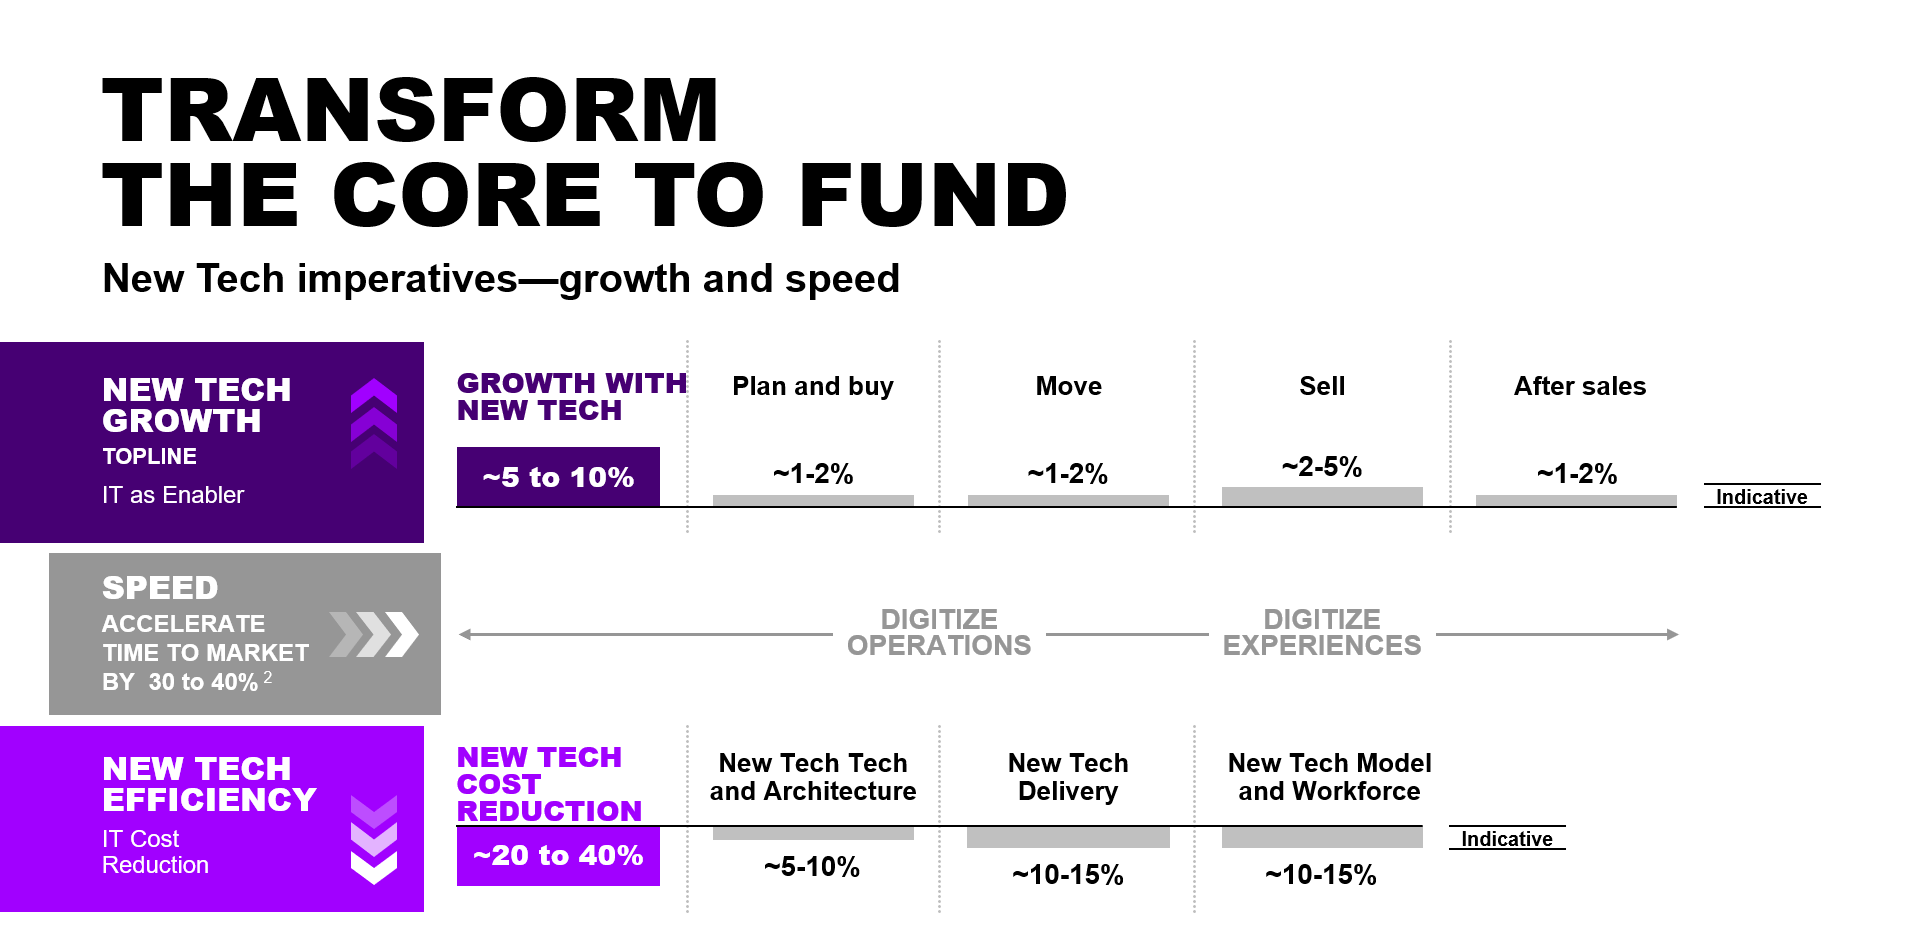 TRANSFORM
THE CORE TO FUND
New Tech imperatives—growth and speed
NEW TECH
GROWTH
TOPLINE
IT as Enabler
GROWTH WITH
NEW TECH
~5 to 10%
Plan and buy
~1-2%
Move
~1-2%
Sell
~2-5%
After sales
~1-2%
Indicative
SPEED
ACCELERATE
TIME TO MARKET
BY 30 to 40% 2
DIGITIZE
OPERATIONS
DIGITIZE
EXPERIENCES
NEW TECH
EFFICIENCY
IT Cost
Reduction
NEW TECH
COST
REDUCTION
~20 to 40%
New Tech Tech
and Architecture
~5-10%
New Tech
Delivery
~10-15%
New Tech Model
and Workforce
~10-15%
Indicative